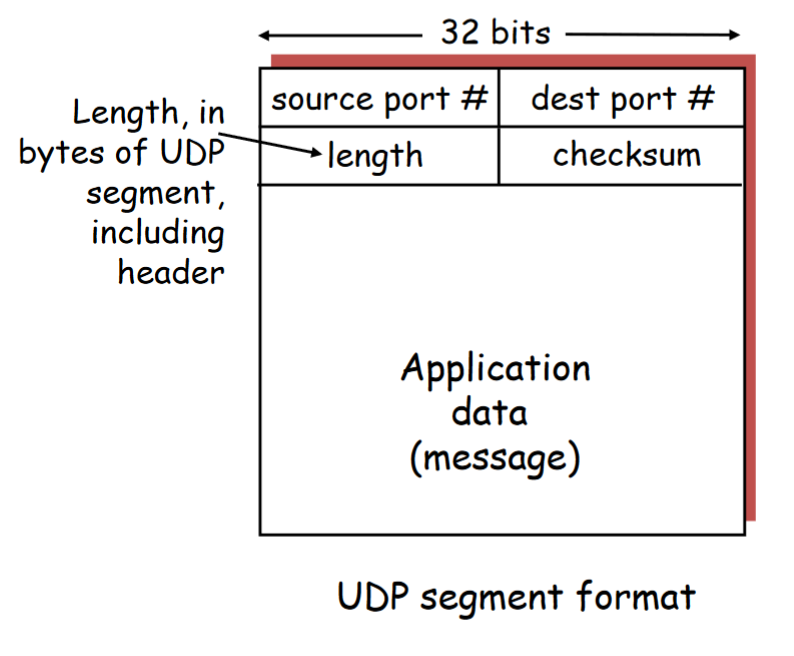 32 bits
source port # dest port #
Length, in
bytes of UDP
segment,
including
header
length checksum
Application
data
(message)
UDP segment format